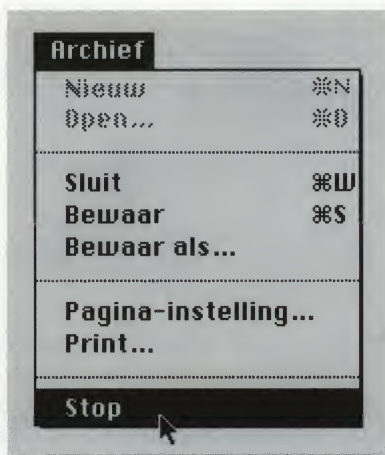 Archief
Nieuw ⌘N
Open... ⌘O
Sluit ⌘W
Bewaar ⌘S
Bewaar als...
Pagina-instelling...
Print...
Stop